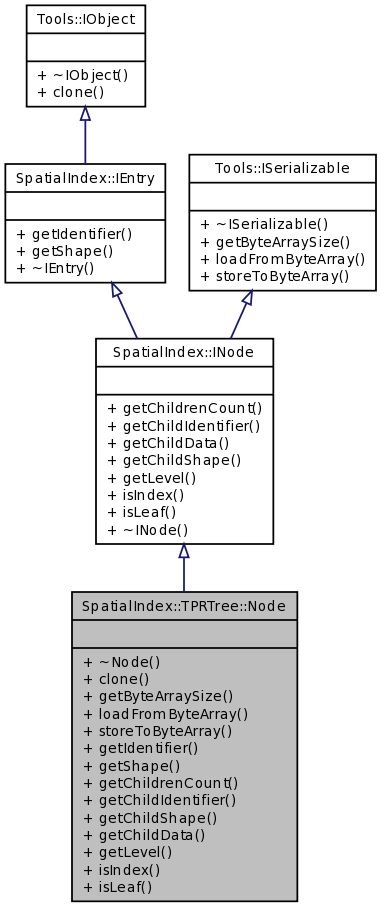 Tools::IObject
+ ~IObject()
+ clone()
SpatialIndex::IEntry
+ getIdentifier()
+ getShape()
+ ~IEntry()
Tools::ISerializable
+ ~ISerializable()
+ getByteArraySize()
+ loadFromByteArray()
+ storeToByteArray()
SpatialIndex::INode
+ getChildrenCount()
+ getChildIdentifier()
+ getChildData()
+ getChildShape()
+ getLevel()
+ isIndex()
+ isLeaf()
+ ~INode()
SpatialIndex::TPRTree::Node
+ ~Node()
+ clone()
+ getByteArraySize()
+ loadFromByteArray()
+ storeToByteArray()
+ getIdentifier()
+ getShape()
+ getChildrenCount()
+ getChildIdentifier()
+ getChildShape()
+ getChildData()
+ getLevel()
+ isIndex()
+ isLeaf()